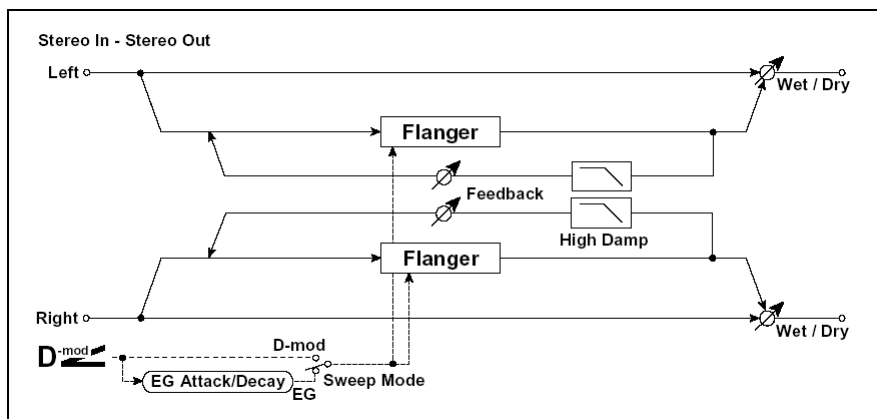 Stereo In - Stereo Out
Left
Wet / Dry
Flanger
Feedback
High Damp
Flanger
Right
Wet / Dry
D-mod
D-mod
Sweep Mode
EG Attack/Decay
EG